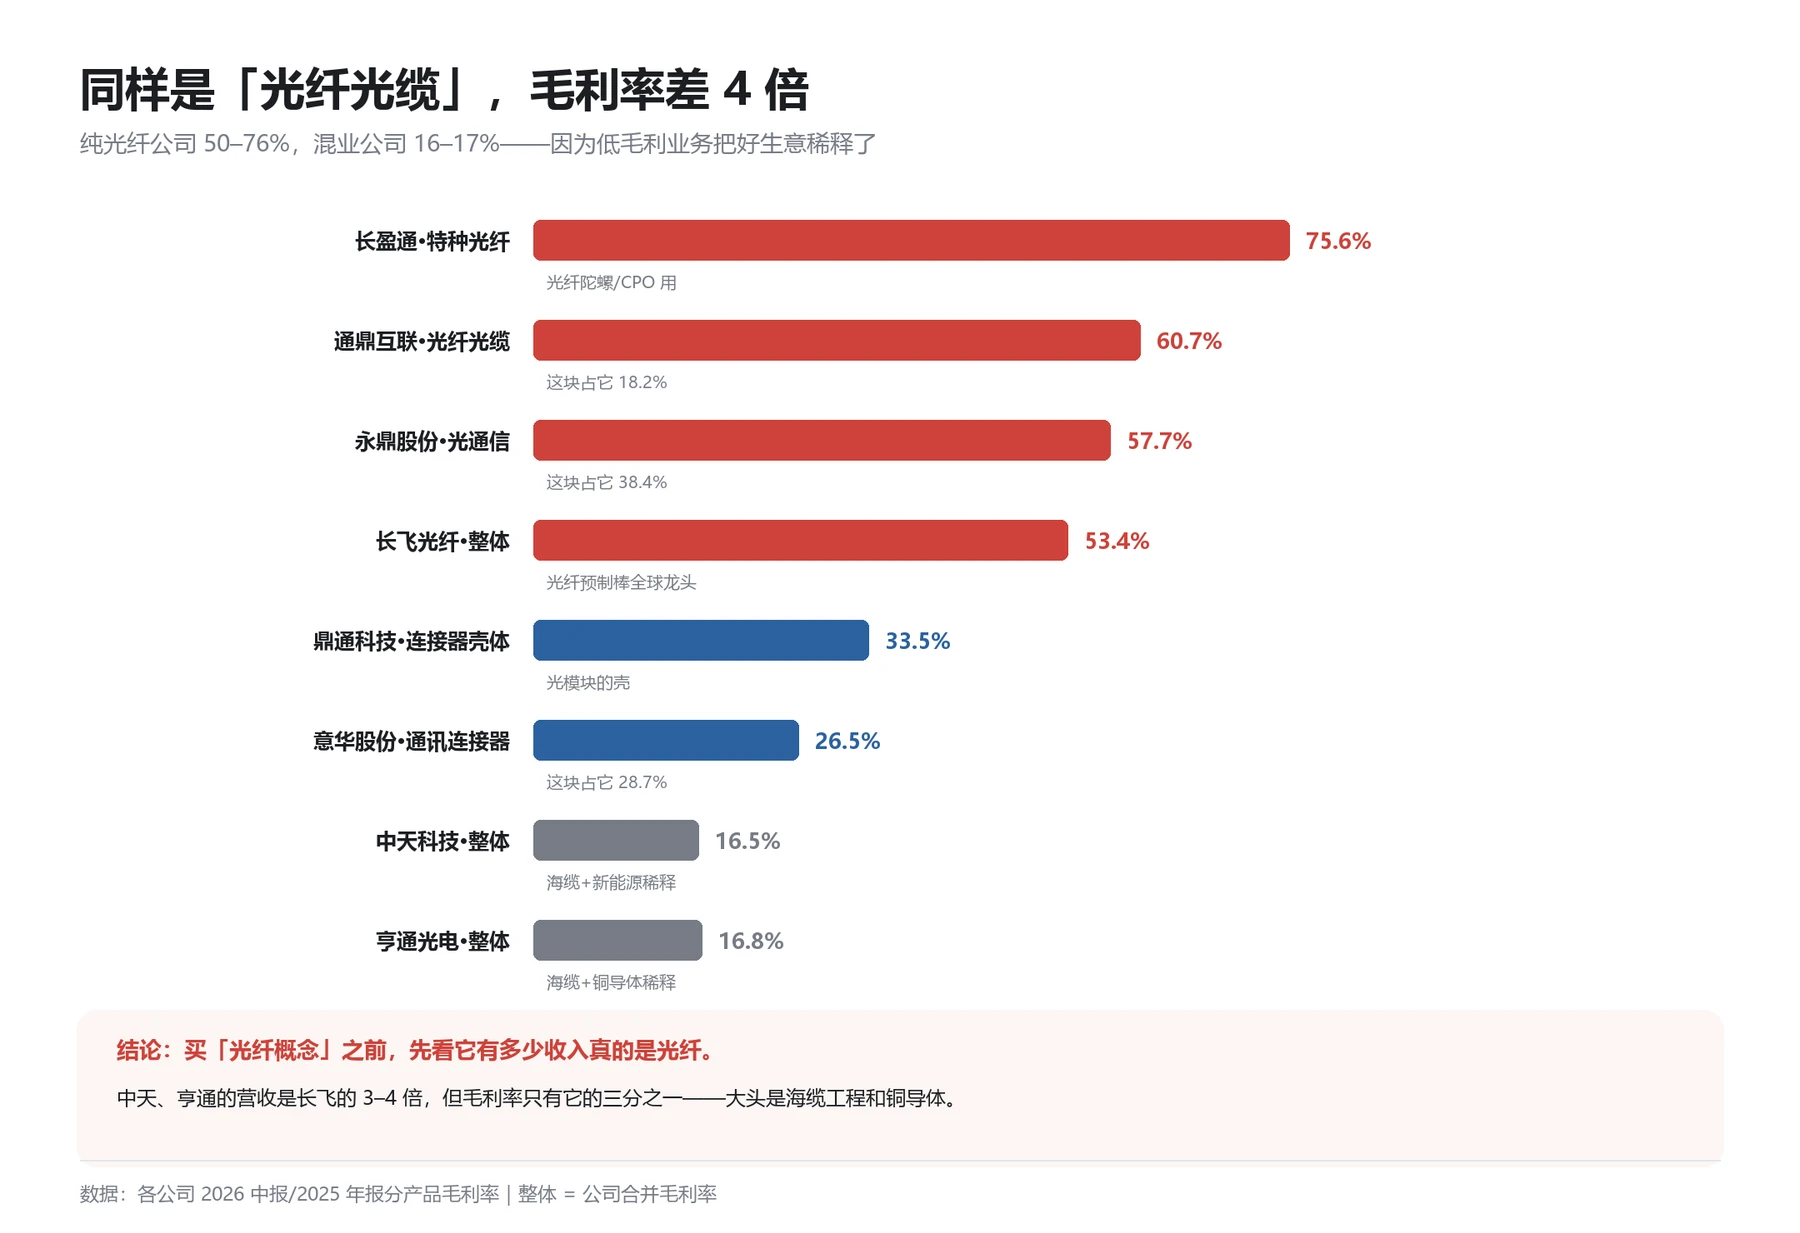 同样是「光纤光缆」，毛利率差 4 倍
纯光纤公司 50–76%，混业公司 16–17%——因为低毛利业务把好生意稀释了
长盈通•特种光纤
75.6%
光纤陀螺/CPO 用
通鼎互联•光纤光缆
60.7%
这块占它 18.2%
永鼎股份•光通信
57.7%
这块占它 38.4%
长飞光纤•整体
53.4%
光纤预制棒全球龙头
鼎通科技•连接器壳体
33.5%
光模块的壳
意华股份•通讯连接器
26.5%
这块占它 28.7%
中天科技•整体
16.5%
海缆+新能源稀释
亨通光电•整体
16.8%
海缆+铜导体稀释
结论：买「光纤概念」之前，先看它有多少收入真的是光纤。
中天、亨通的营收是长飞的 3–4 倍，但毛利率只有它的三分之一——大头是海缆工程和铜导体。
数据：各公司 2026 中报/2025 年报分产品毛利率 | 整体 = 公司合并毛利率